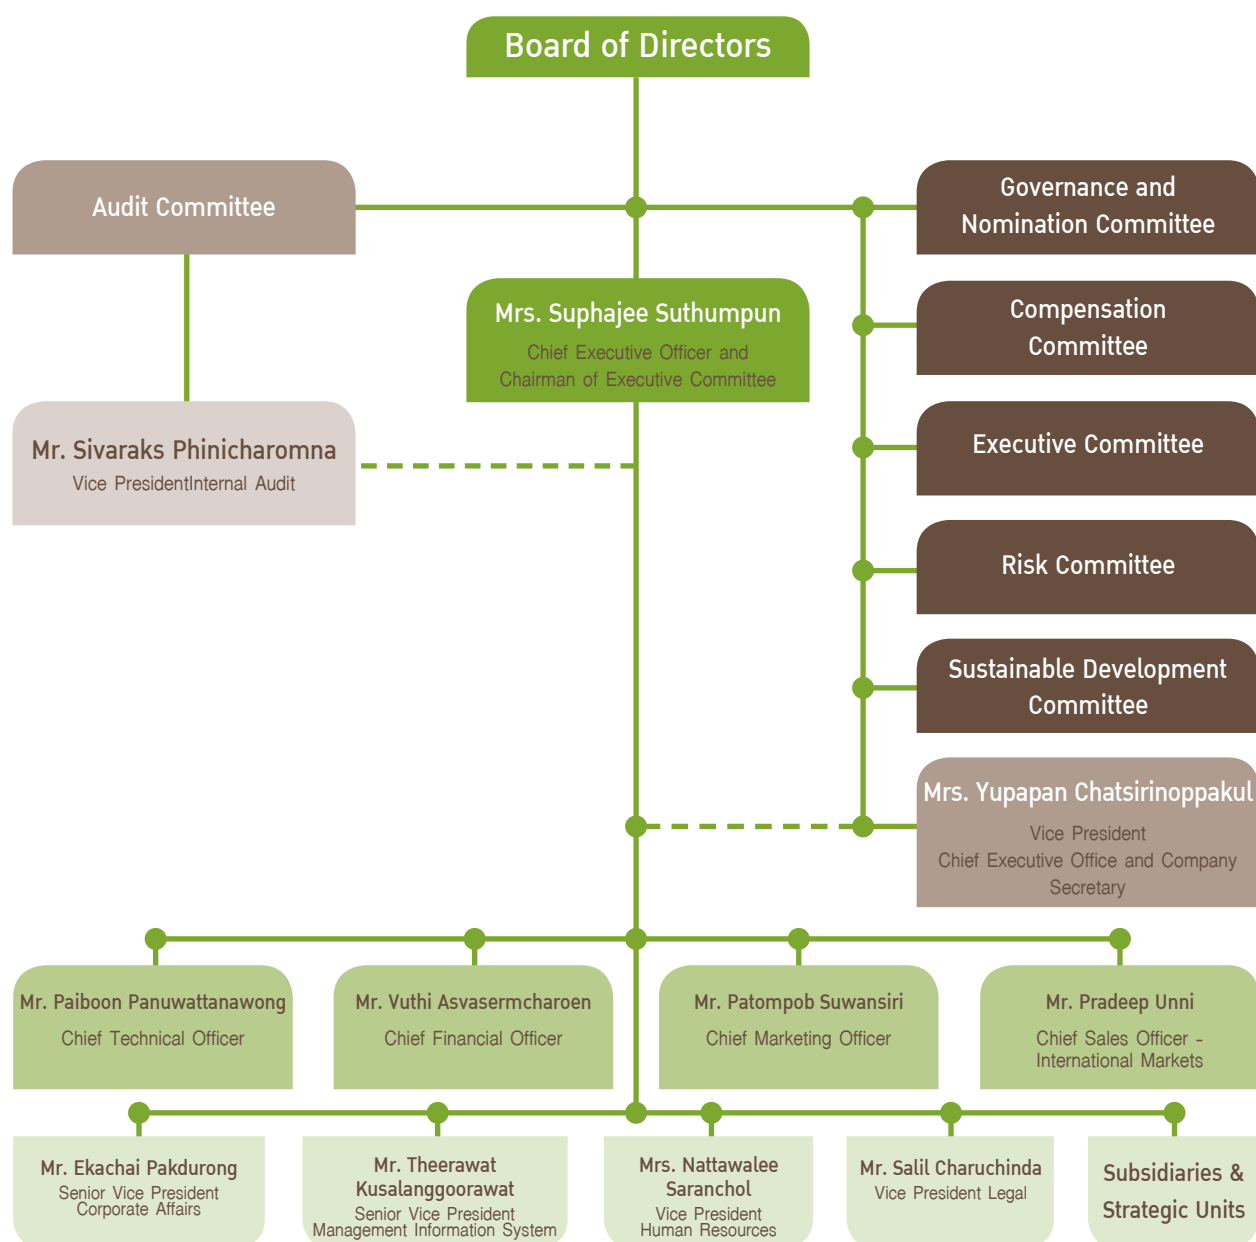 Board of Directors
Audit Committee
Governance and
Nomination Committee
Mrs. Suphajee Suthumpun
Chief Executive Officer and
Chairman of Executive Committee
Compensation
Committee
Mr. Sivaraks Phinicharomna
Vice PresidentInternal Audit
Executive Committee
Risk Committee
Sustainable Development
Committee
Mrs. Yupapan Chatsirinoppakul
Vice President
Chief Executive Office and Company
Secretary
Mr. Paiboon Panuwattanawong
Chief Technical Officer
Mr. Vuthi Asvasermcharoen
Chief Financial Officer
Mr. Patompob Suwansiri
Chief Marketing Officer
Mr. Pradeep Unni
Chief Sales Officer -
International Markets
Mr. Ekachai Pakdurong
Senior Vice President
Corporate Affairs
Mr. Theerawat
Kusalanggoorawat
Senior Vice President
Management Information System
Mrs. Nattawalee
Saranchol
Vice President
Human Resources
Mr. Salil Charuchinda
Vice President Legal
Subsidiaries &
Strategic Units